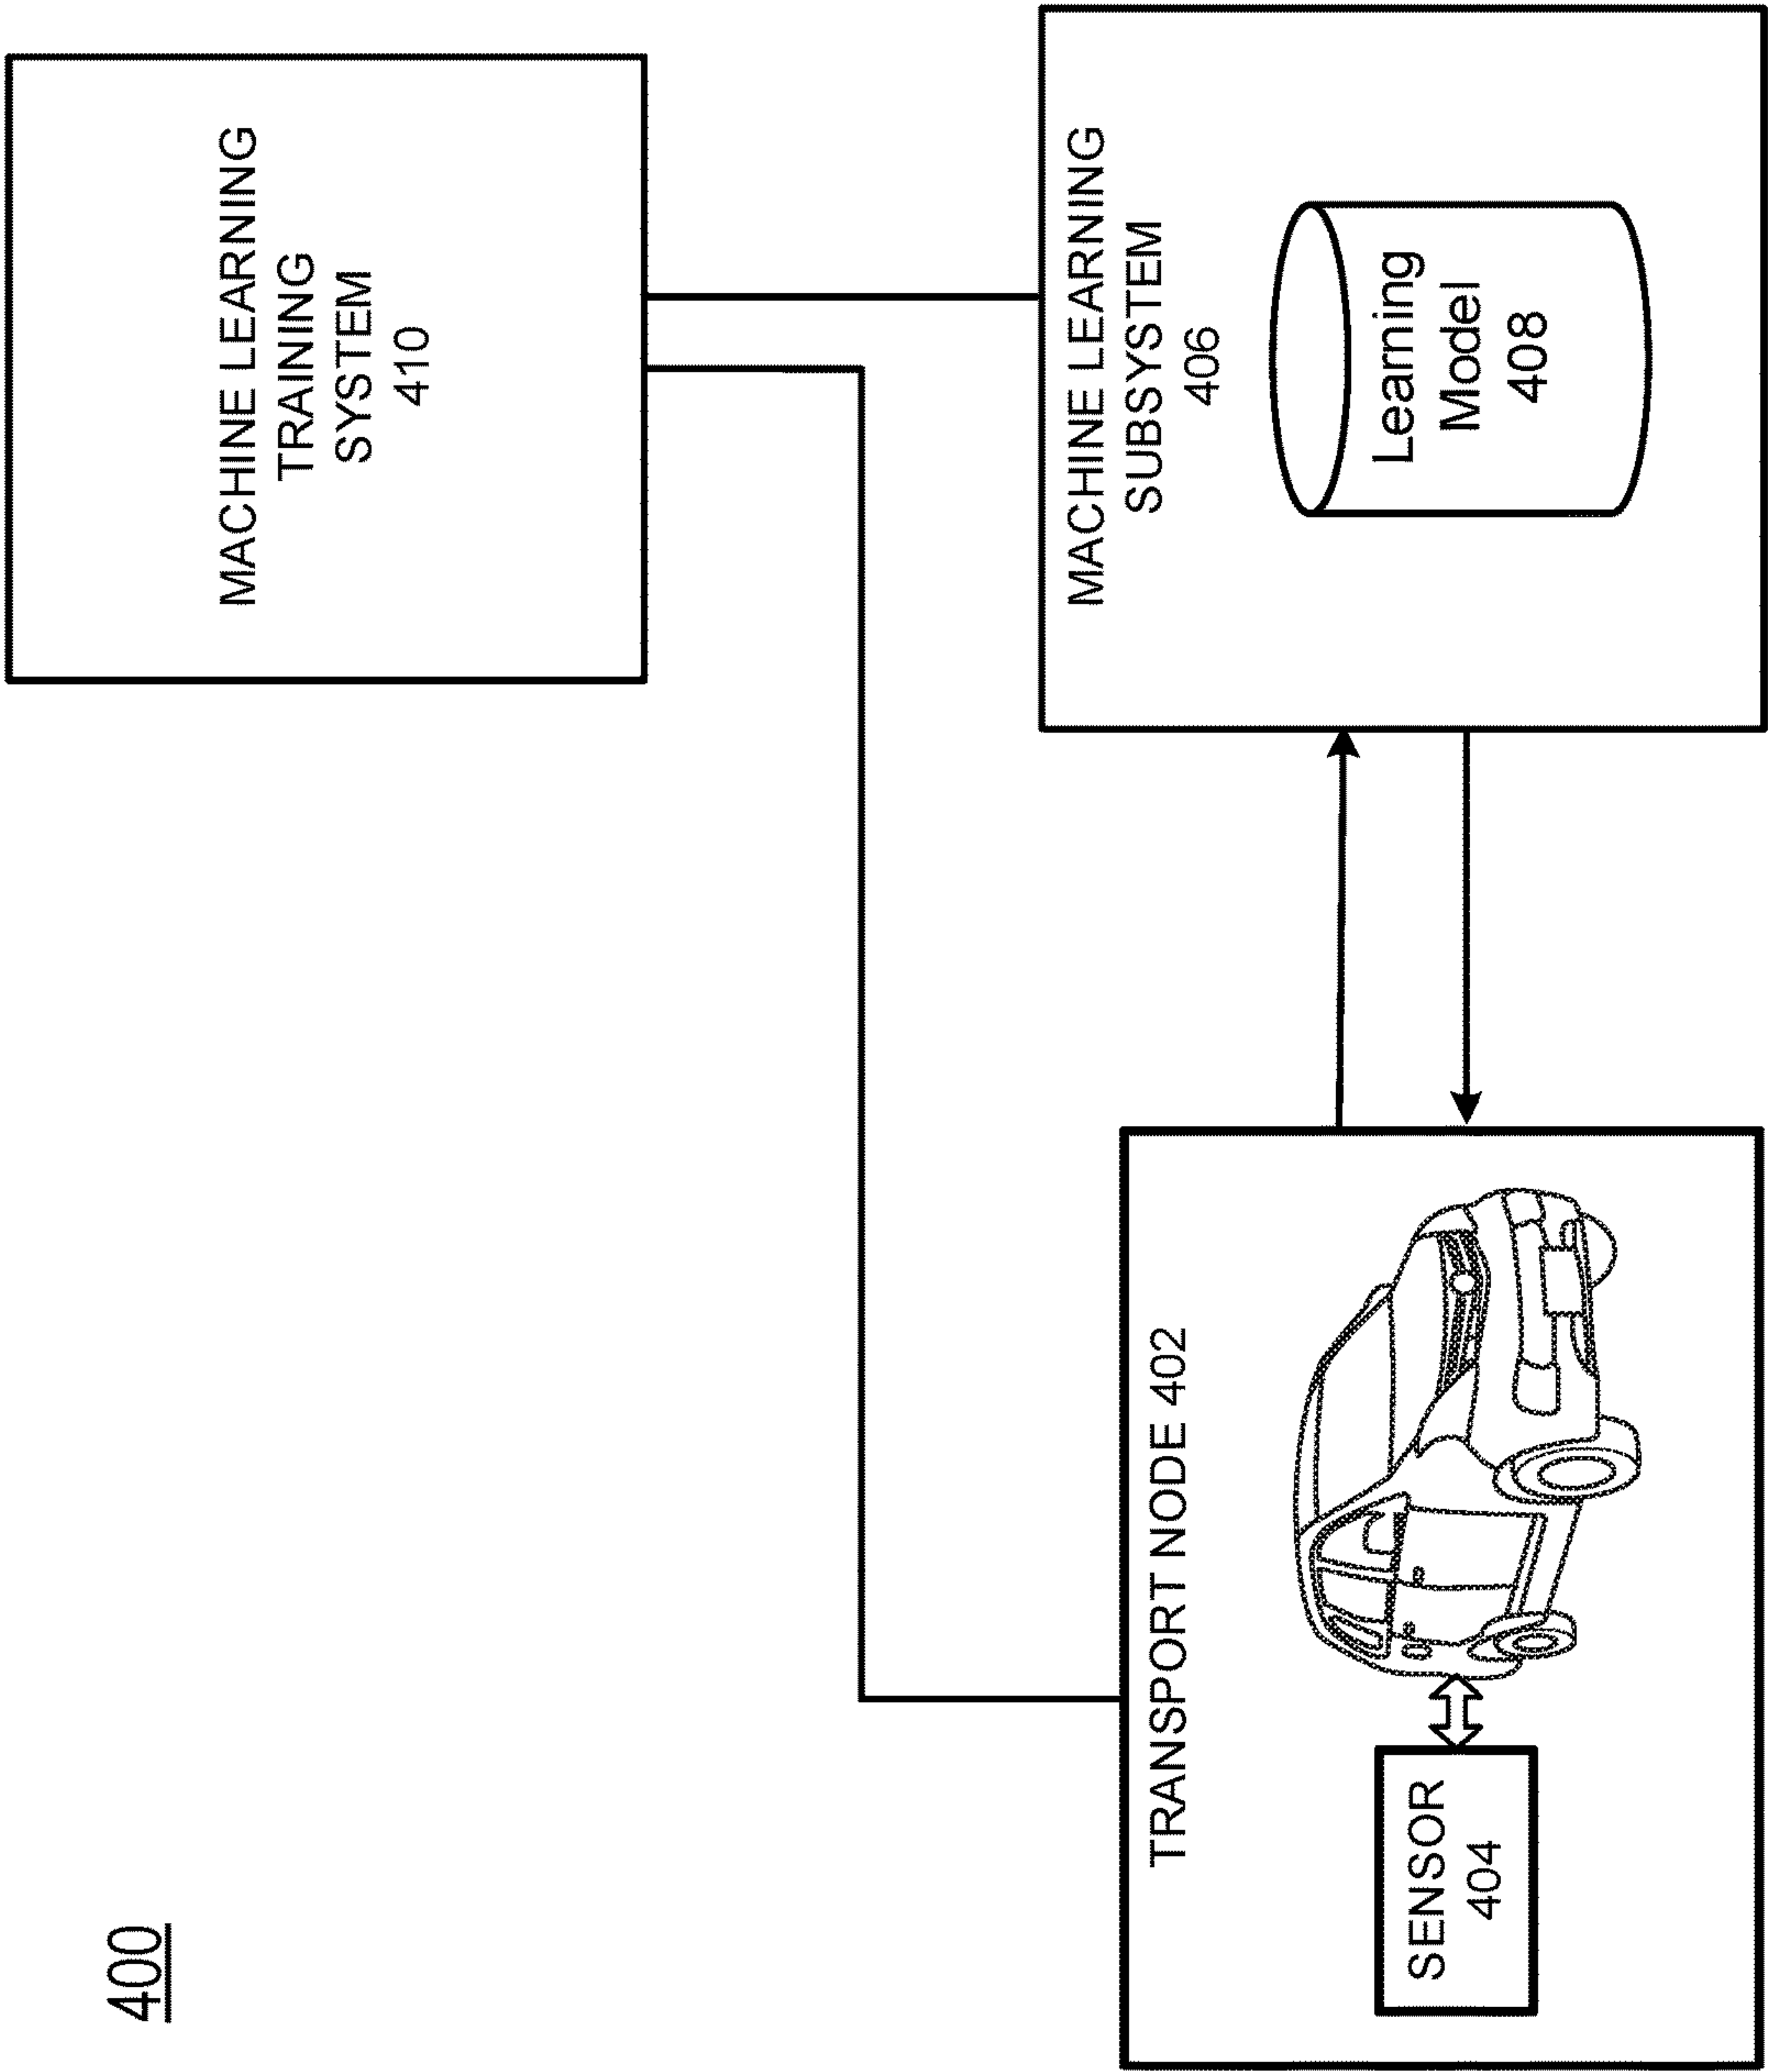 400
MACHINE LEARNING
TRAINING
SYSTEM
410
TRANSPORT NODE 402
SENSOR
404
MACHINE LEARNING
SUBSYSTEM
406
Learning
Model
408